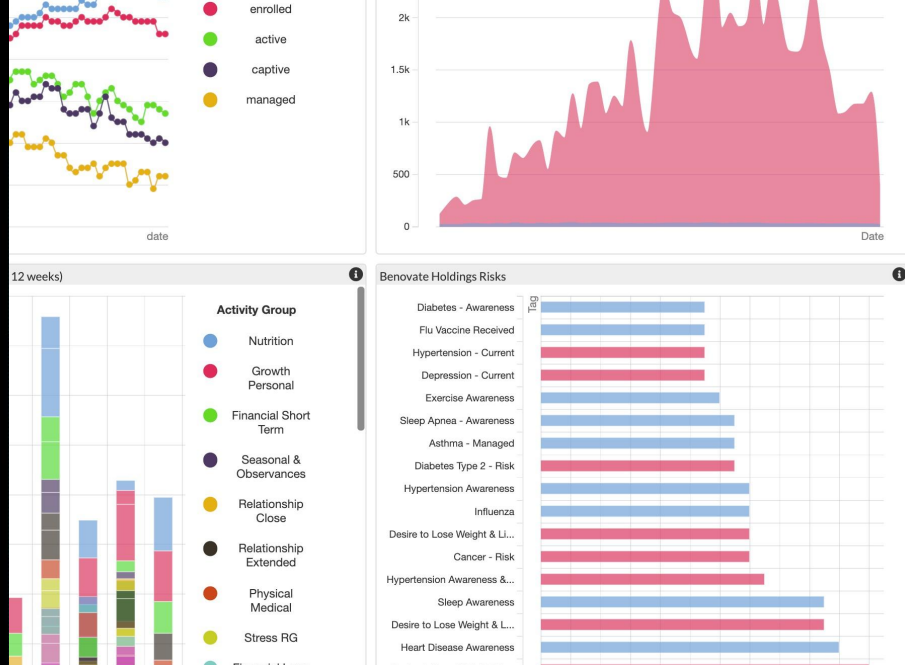 enrolled
active
captive
managed
date
2k
1.5k
1k
500
0
Date
12 weeks)
i
Activity Group
Nutrition
Growth
Personal
Financial Short
Term
Seasonal &
Observances
Relationship
Close
Relationship
Extended
Physical
Medical
Stress RG
Benovate Holdings Risks
i
Tag
Diabetes - Awareness
Flu Vaccine Received
Hypertension - Current
Depression - Current
Exercise Awareness
Sleep Apnea - Awareness
Asthma - Managed
Diabetes Type 2 - Risk
Hypertension Awareness
Influenza
Desire to Lose Weight & Li...
Cancer - Risk
Hypertension Awareness &...
Sleep Awareness
Desire to Lose Weight & L...
Heart Disease Awareness